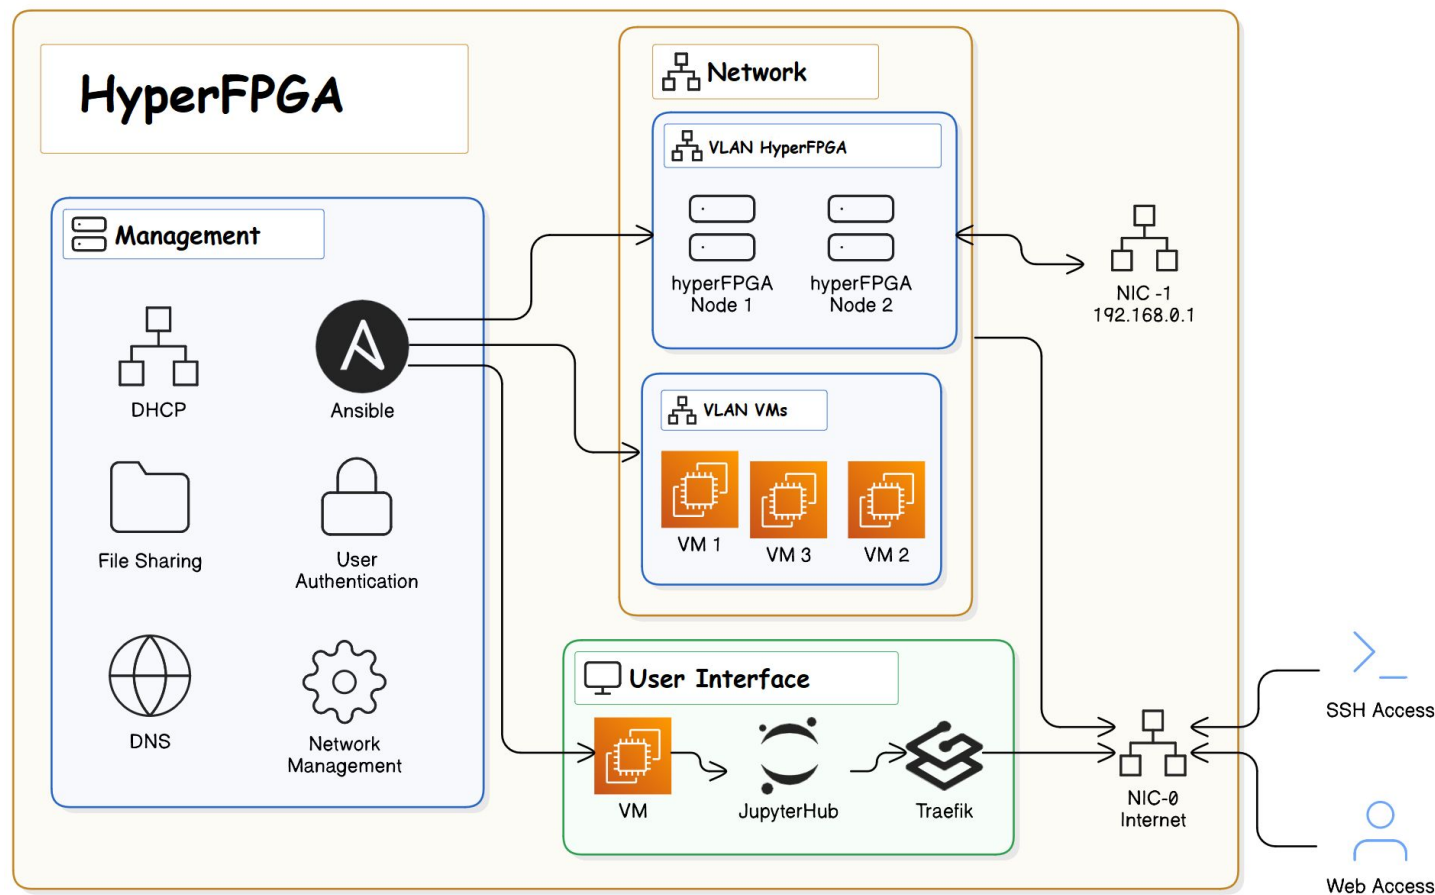 HyperFPGA
Management
DHCP
Ansible
File Sharing
User
Authentication
DNS
Network
Management
Network
VLAN HyperFPGA
hyperFPGA
Node 1
hyperFPGA
Node 2
VLAN VMs
VM 1
VM 3
VM 2
User Interface
VM
JupyterHub
Traefik
NIC -1
192.168.0.1
NIC-0
Internet
SSH Access
Web Access